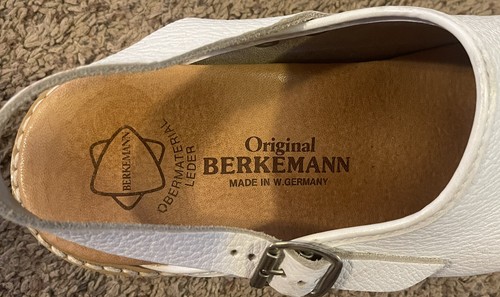 BERKEMANN
OBERMATERIAL
LEDER
Original
BERKEMANN
MADE IN W.GERMANY